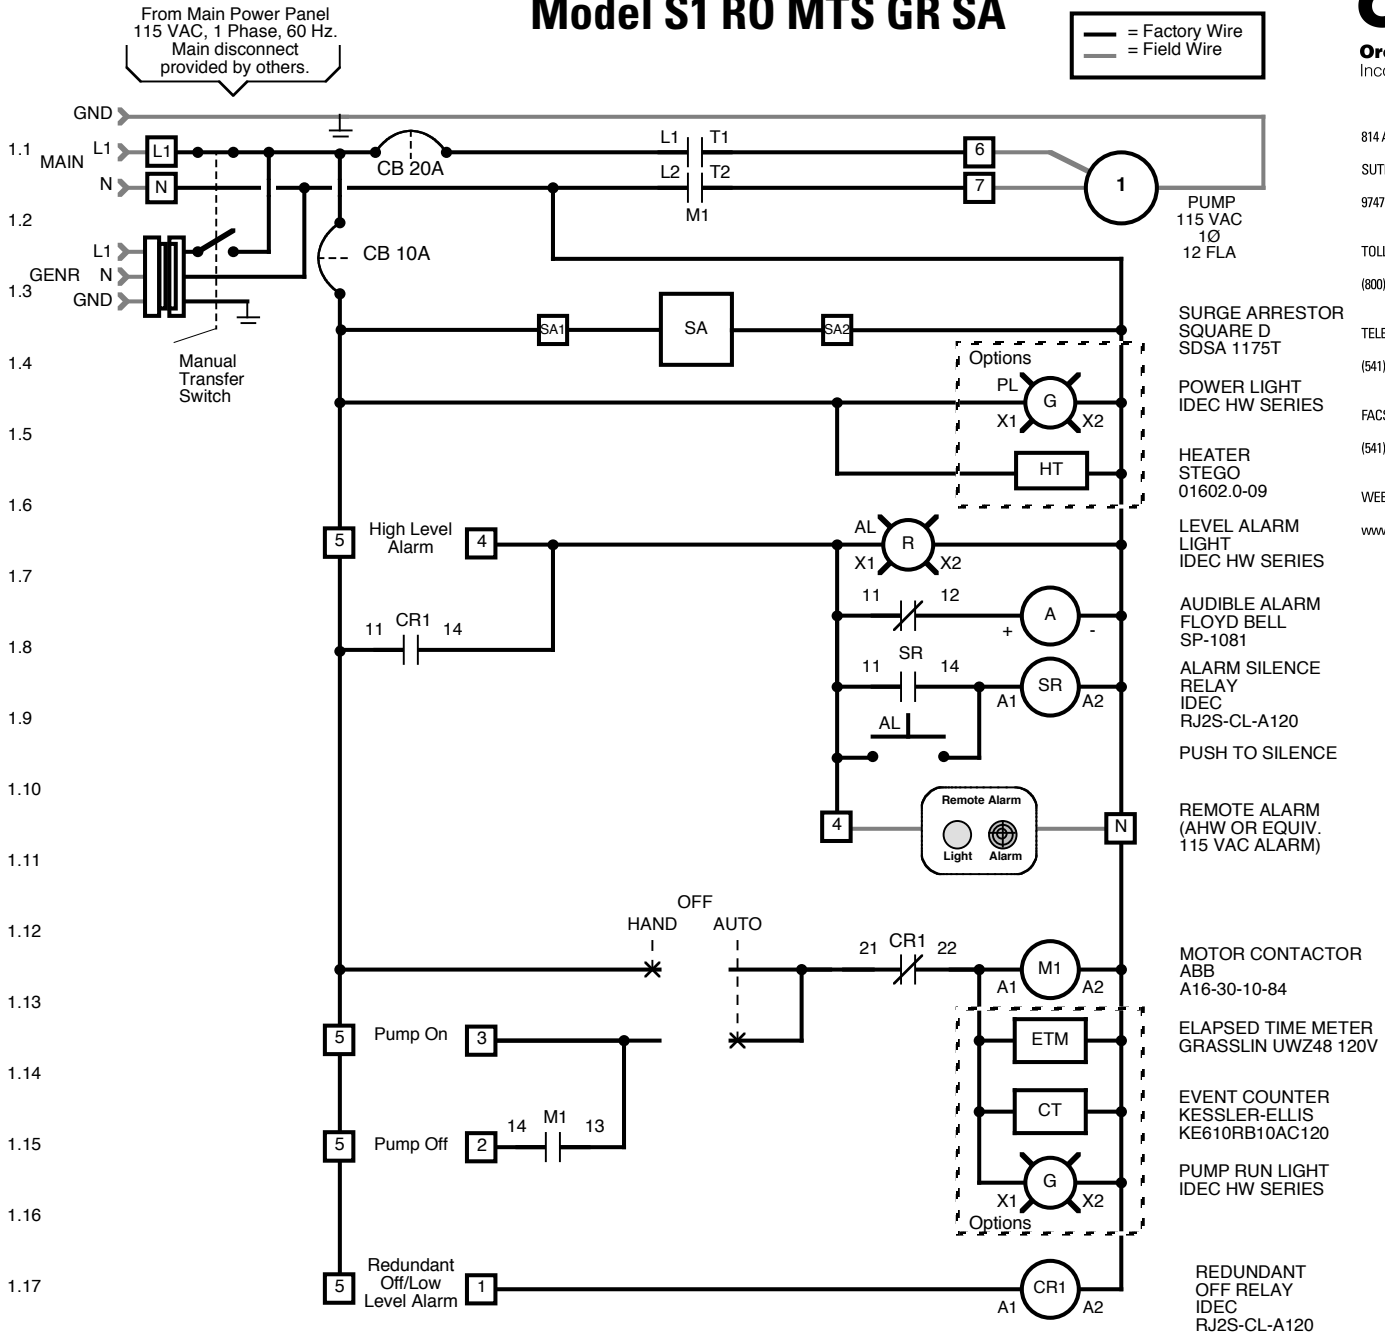 Model S1 RO MTS GR SA
From Main Power Panel
115 VAC, 1 Phase, 60 Hz.
Main disconnect
provided by others.
= Factory Wire
= Field Wire
Inco
814 A
SUTH
9747
TOLL
(800)
TELE
(541)
FACS
(541)
WEB
www
GND
1.1
MAIN
L1
L1
N
N
CB 20A
L1
T1
L2
T2
M1
6
7
1
PUMP
115 VAC
1Ø
12 FLA
1.2
L1
GENR
N
GND
CB 10A
1.3
Manual
Transfer
Switch
SA1
SA
SA2
SURGE ARRESTOR
SQUARE D
SDSA 1175T
1.4
Options
PL
G
X1
X2
POWER LIGHT
IDEC HW SERIES
1.5
HT
HEATER
STEGO
01602.0-09
1.6
5
High Level
Alarm
4
AL
R
X1
X2
LEVEL ALARM
LIGHT
IDEC HW SERIES
1.7
11
12
A
+
-
AUDIBLE ALARM
FLOYD BELL
SP-1081
1.8
11
CR1
14
11
SR
14
SR
A1
A2
ALARM SILENCE
RELAY
IDEC
RJ2S-CL-A120
1.9
AL
PUSH TO SILENCE
1.10
4
Remote Alarm
Light
Alarm
N
REMOTE ALARM
(AHW OR EQUIV.
115 VAC ALARM)
1.11
OFF
HAND
AUTO
1.12
21
CR1
22
M1
A1
A2
MOTOR CONTACTOR
ABB
A16-30-10-84
1.13
5
Pump On
3
ETM
ELAPSED TIME METER
GRASSLIN UWZ48 120V
1.14
CT
EVENT COUNTER
KESSLER-ELLIS
KE610RB10AC120
1.15
5
Pump Off
2
14
M1
13
G
X1
X2
PUMP RUN LIGHT
IDEC HW SERIES
1.16
Options
1.17
5
Redundant
Off/Low
Level Alarm
1
CR1
A1
A2
REDUNDANT
OFF RELAY
IDEC
RJ2S-CL-A120